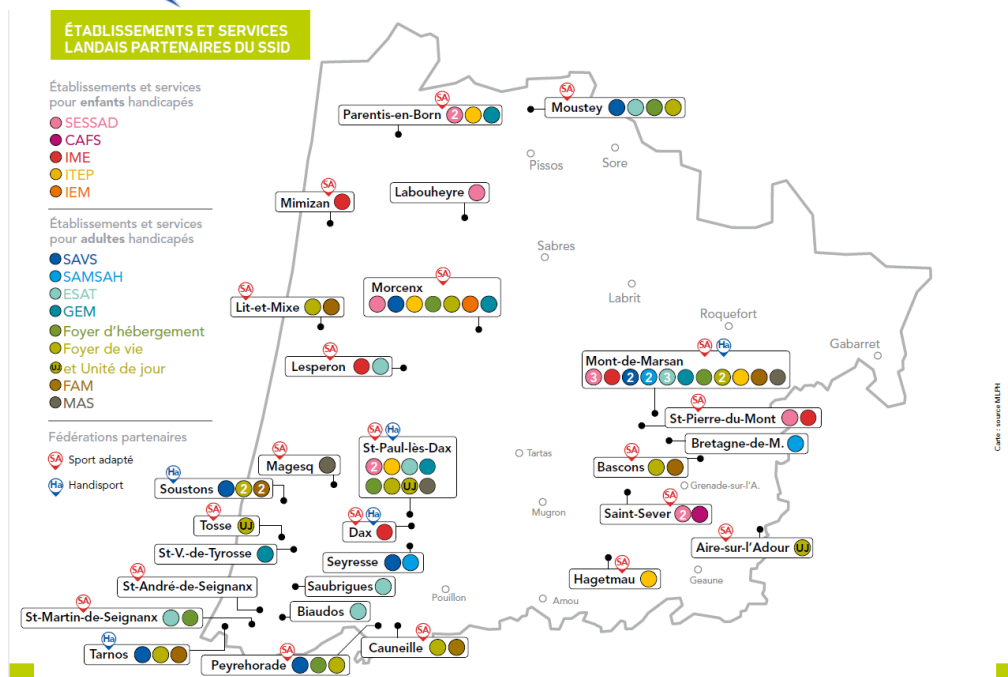 ÉTABLISSEMENTS ET SERVICES
LANDAIS PARTENAIRES DU SSID
Établissements et services
pour enfants handicapés
SESSAD
CAFS
IME
ITEP
IEM
Établissements et services
pour adultes handicapés
SAVS
SAMSAH
ESAT
GEM
Foyer d'hébergement
Foyer de vie
UJ et Unité de jour
FAM
MAS
Fédérations partenaires
SA Sport adapté
Ha Handisport
SA
Parentis-en-Born 2
SA
Moustey
Pissos
Sore
SA
Mimizan
Labouheyre
Sabres
SA
Morcenx
Labrit
SA
Lit-et-Mixe
Roquefort
Gabarret
SA
Lesperon
SA Ha
Mont-de-Marsan
3 2 2 3 2
SA
St-Pierre-du-Mont
Bretagne-de-M.
SA
Bascons
Grenade-sur-l'A.
Tartas
SA Ha
St-Paul-lès-Dax
2
UJ
SA
Magesq
Ha
Soustons 2 2
SA
Tosse UJ
SA Ha
Dax
Mugron
SA
Saint-Sever 2
SA
Aire-sur-l'Adour UJ
St-V.-de-Tyrosse
Seyresse
SA
Hagetmau
Geaune
SA
St-André-de-Seignanx
Saubrigues
Pouillon
Amou
SA
St-Martin-de-Seignanx
Biaudos
Ha
Tarnos
SA
Peyrehorade
SA
Cauneille
Carte : source MLPH